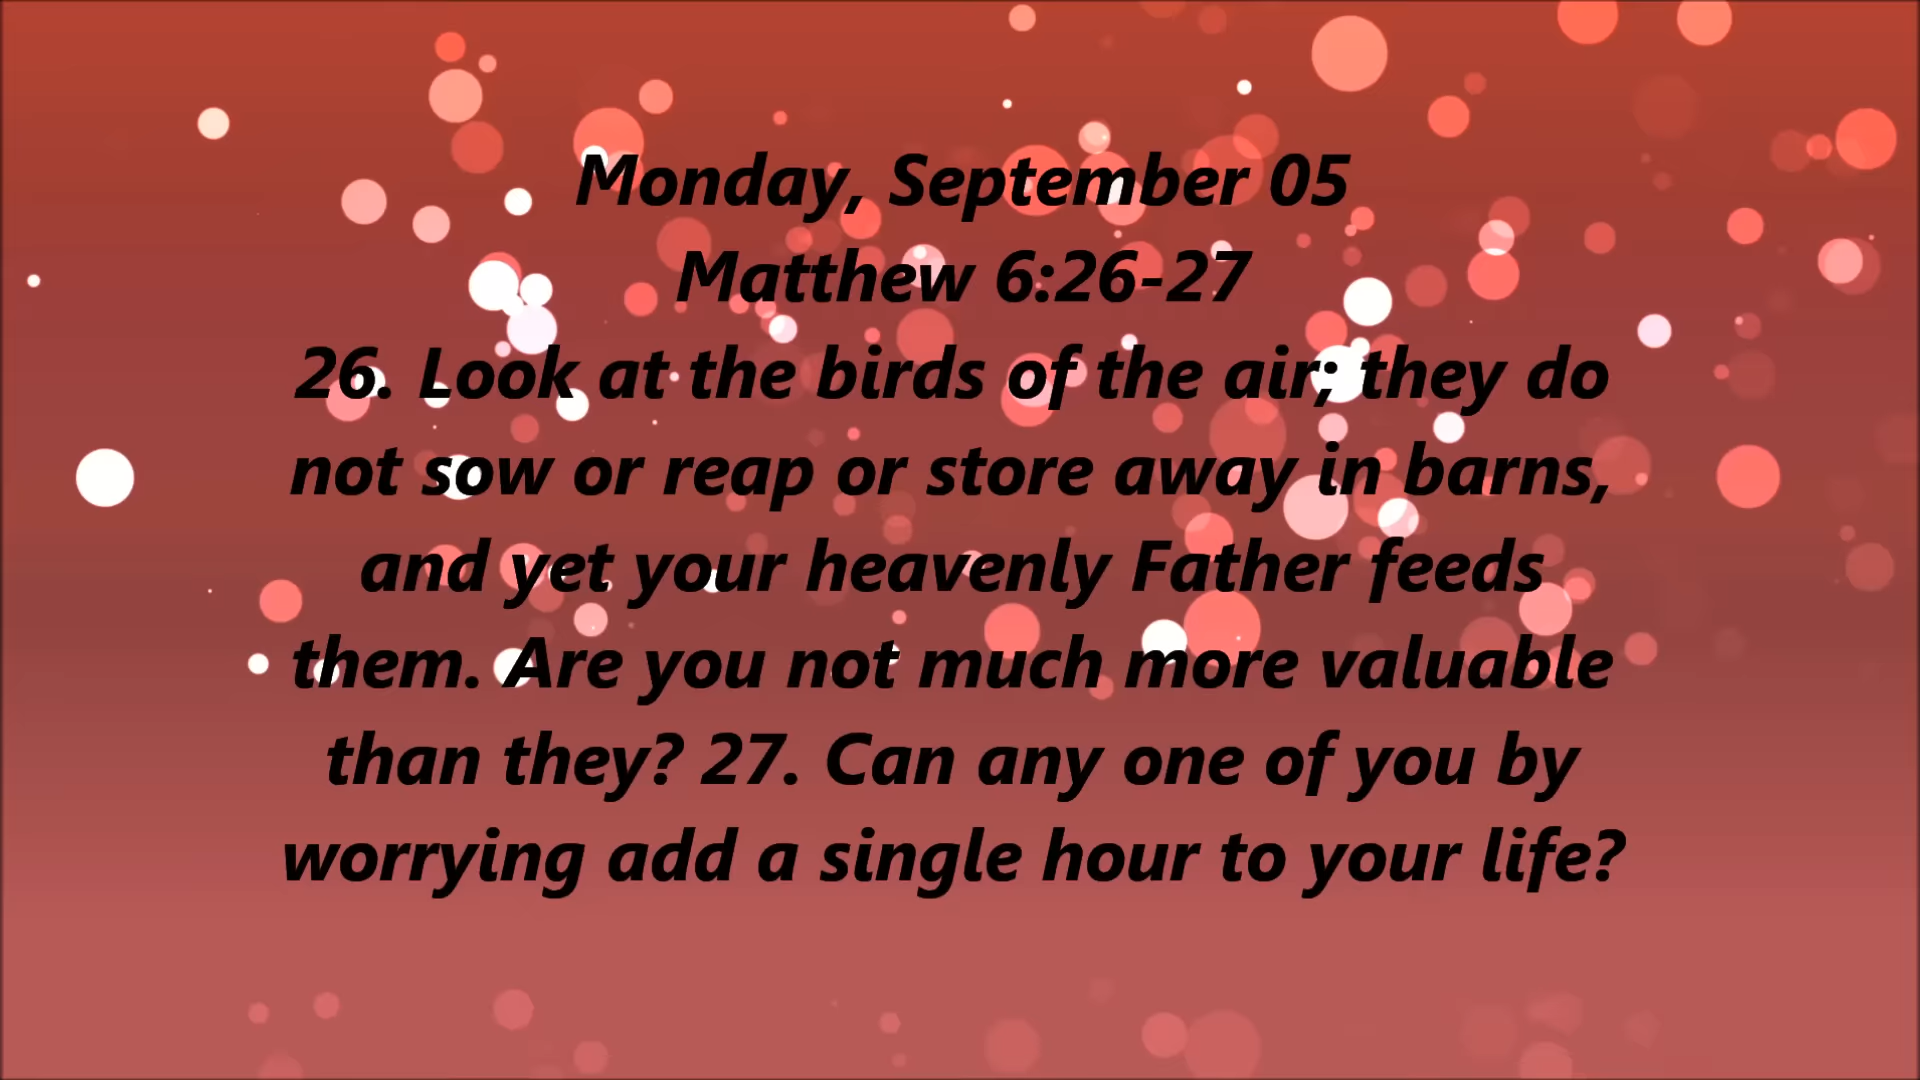 Monday, September 05
Matthew 6:26-27
26. Look at the birds of the air; they do
not sow or reap or store away in barns,
and yet your heavenly Father feeds
them. Are you not much more valuable
than they? 27. Can any one of you by
worrying add a single hour to your life?